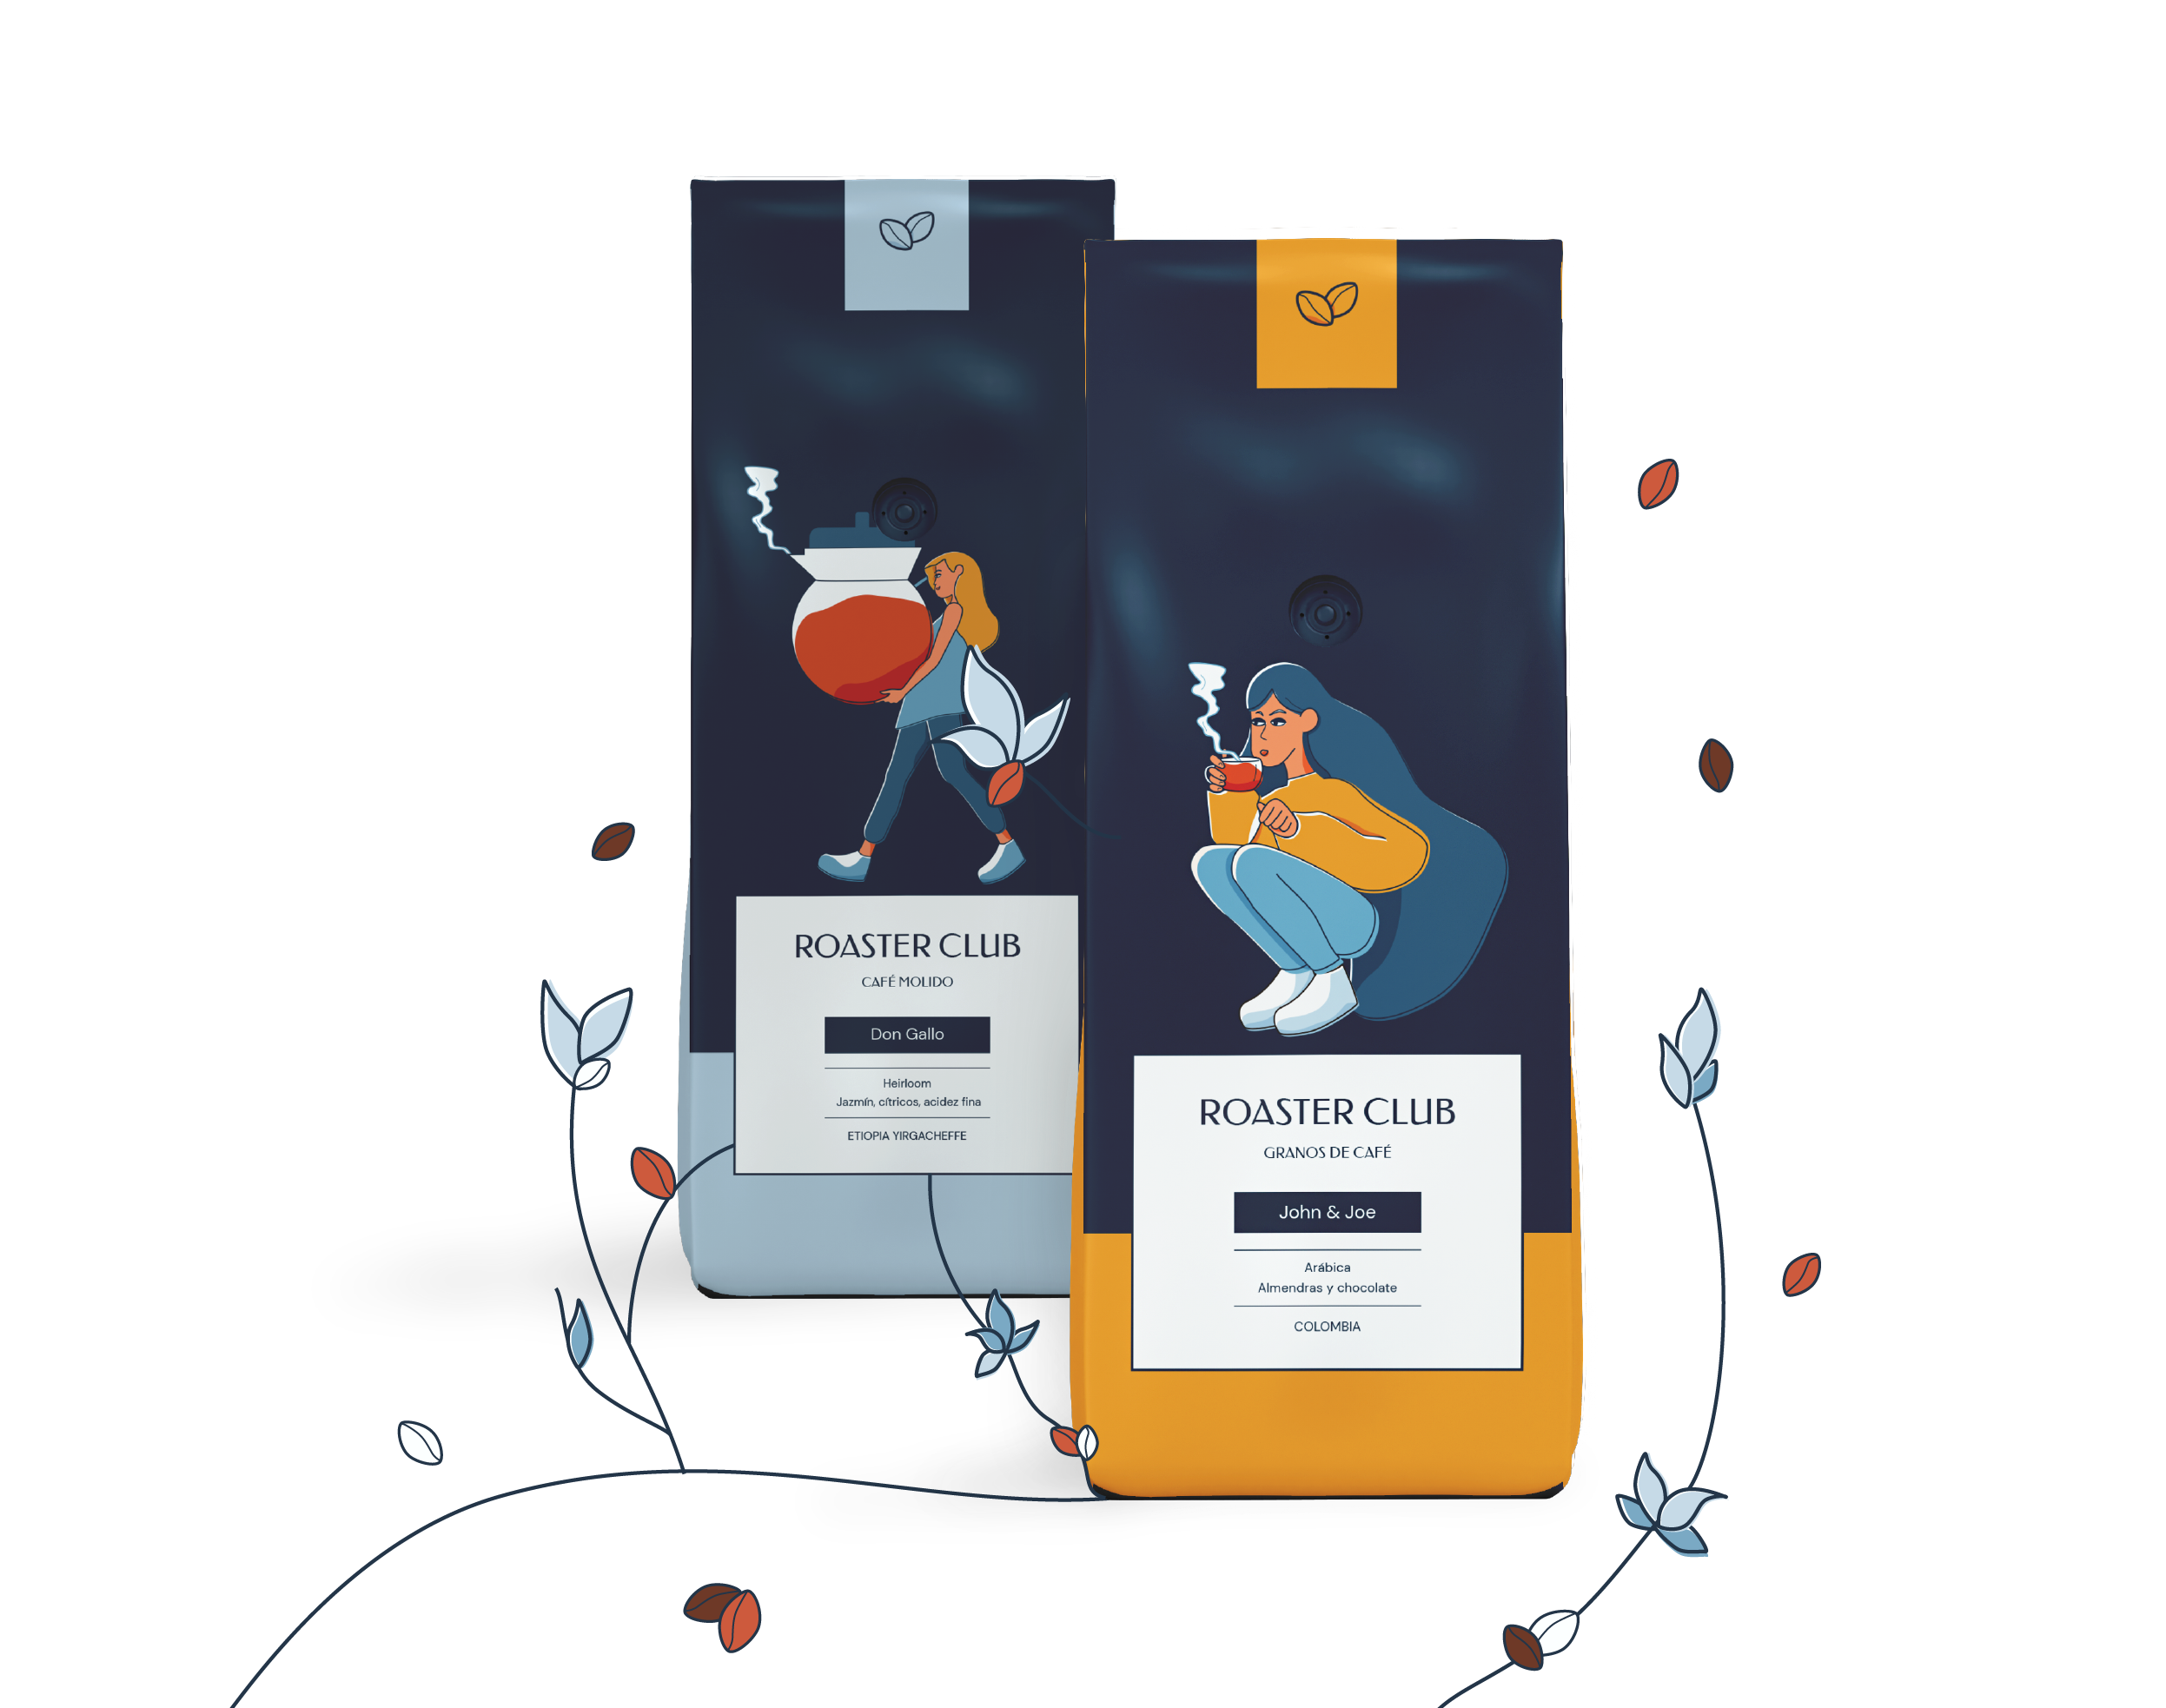 ROASTER CLUB
CAFÉ MOLIDO
Don Gallo
Heirloom
Jazmín, cítricos, acidez fina
ETIOPIA YIRGACHEFFE
ROASTER CLUB
GRANOS DE CAFÉ
John & Joe
Arábica
Almendras y chocolate
COLOMBIA